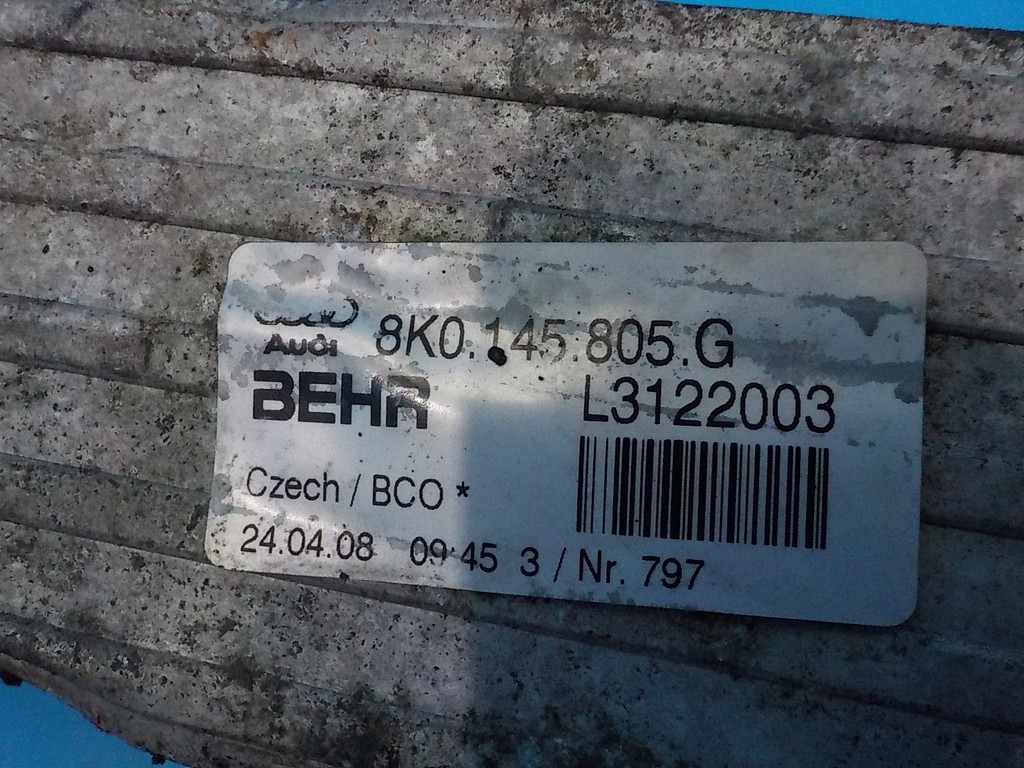 Audi 8K0.145.805.G
BEHR L3122003
Czech / BCO *
24.04.08 09:45 3 / Nr. 797